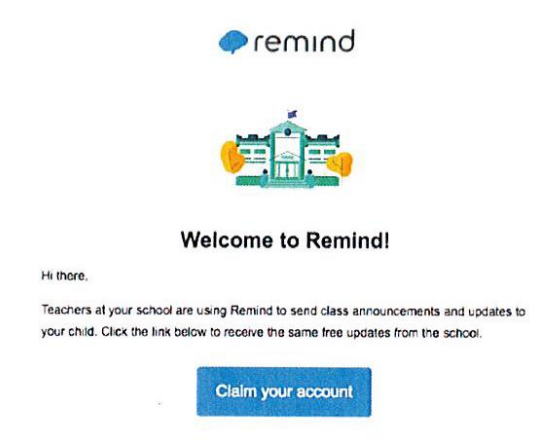 remind
Welcome to Remind!
Hi there,
Teachers at your school are using Remind to send class announcements and updates to
your child. Click the link below to receive the same free updates from the school.
Claim your account